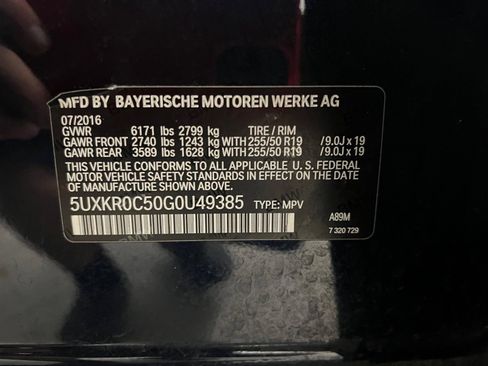 MFD BY BAYERISCHE MOTOREN WERKE AG
07/2016
GVWR 6171 lbs 2799 kg TIRE / RIM
GAWR FRONT 2740 lbs 1243 kg WITH 255/50 R19 /9.0J x 19
GAWR REAR 3589 lbs 1628 kg WITH 255/50 R19 /9.0J x 19
THIS VEHICLE CONFORMS TO ALL APPLICABLE U. S. FEDERAL
MOTOR VEHICLE SAFETY STANDARDS IN EFFECT ON THE DATE OF
MANUFACTURE SHOWN ABOVE.
5UXKR0C50G0U49385 TYPE: MPV A89M
7 320 729